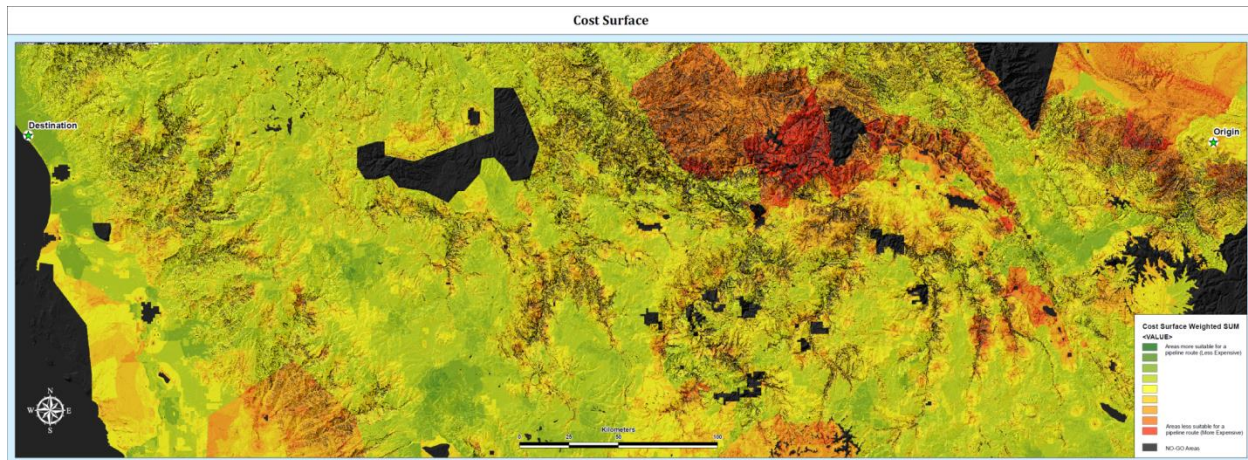 Cost Surface
Destination
Origin
N
W E
S
Kilometers
0 25 50 100
Cost Surface Weighted SUM
<VALUE>
Areas more suitable for a
pipeline route (Less Expensive)
Areas less suitable for a
pipeline route (More Expensive)
NO-GO Areas